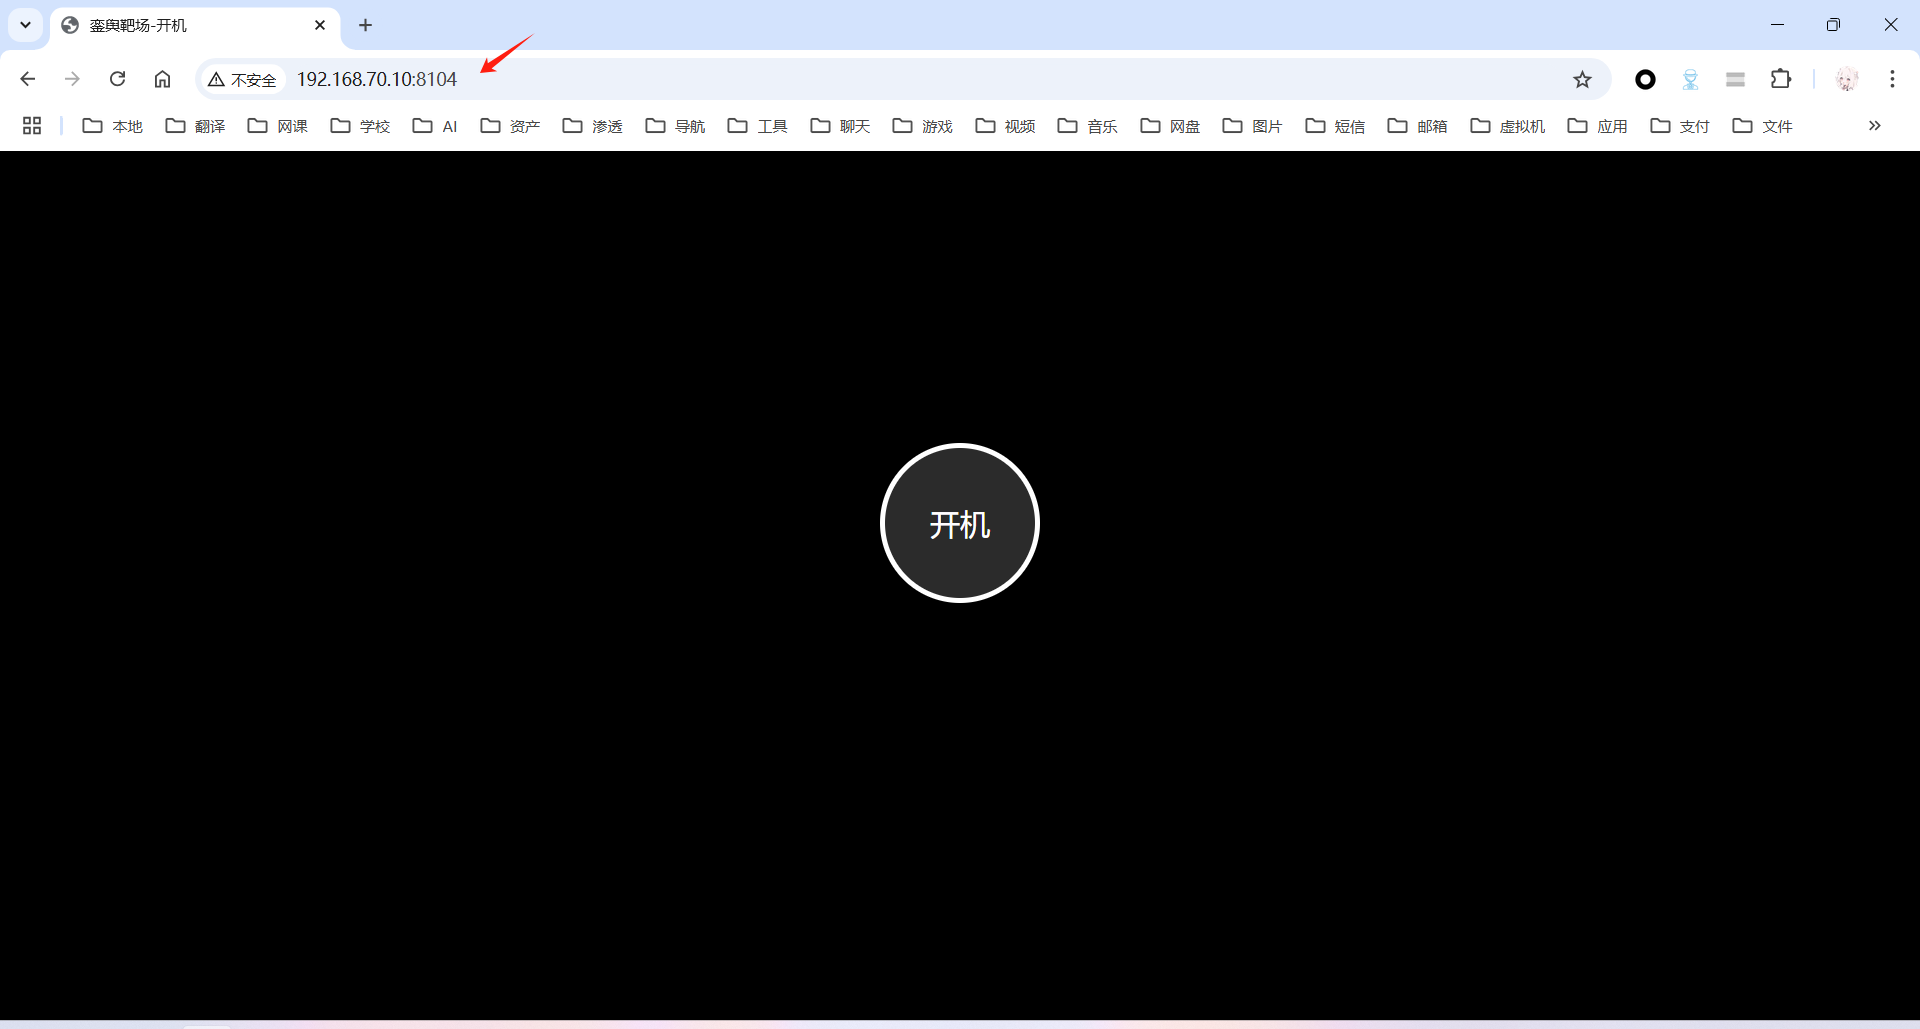 銮舆靶场-开机
不安全 192.168.70.10:8104
本地 翻译 网课 学校 AI 资产 渗透 导航 工具 聊天 游戏 视频 音乐 网盘 图片 短信 邮箱 虚拟机 应用 支付 文件
开机